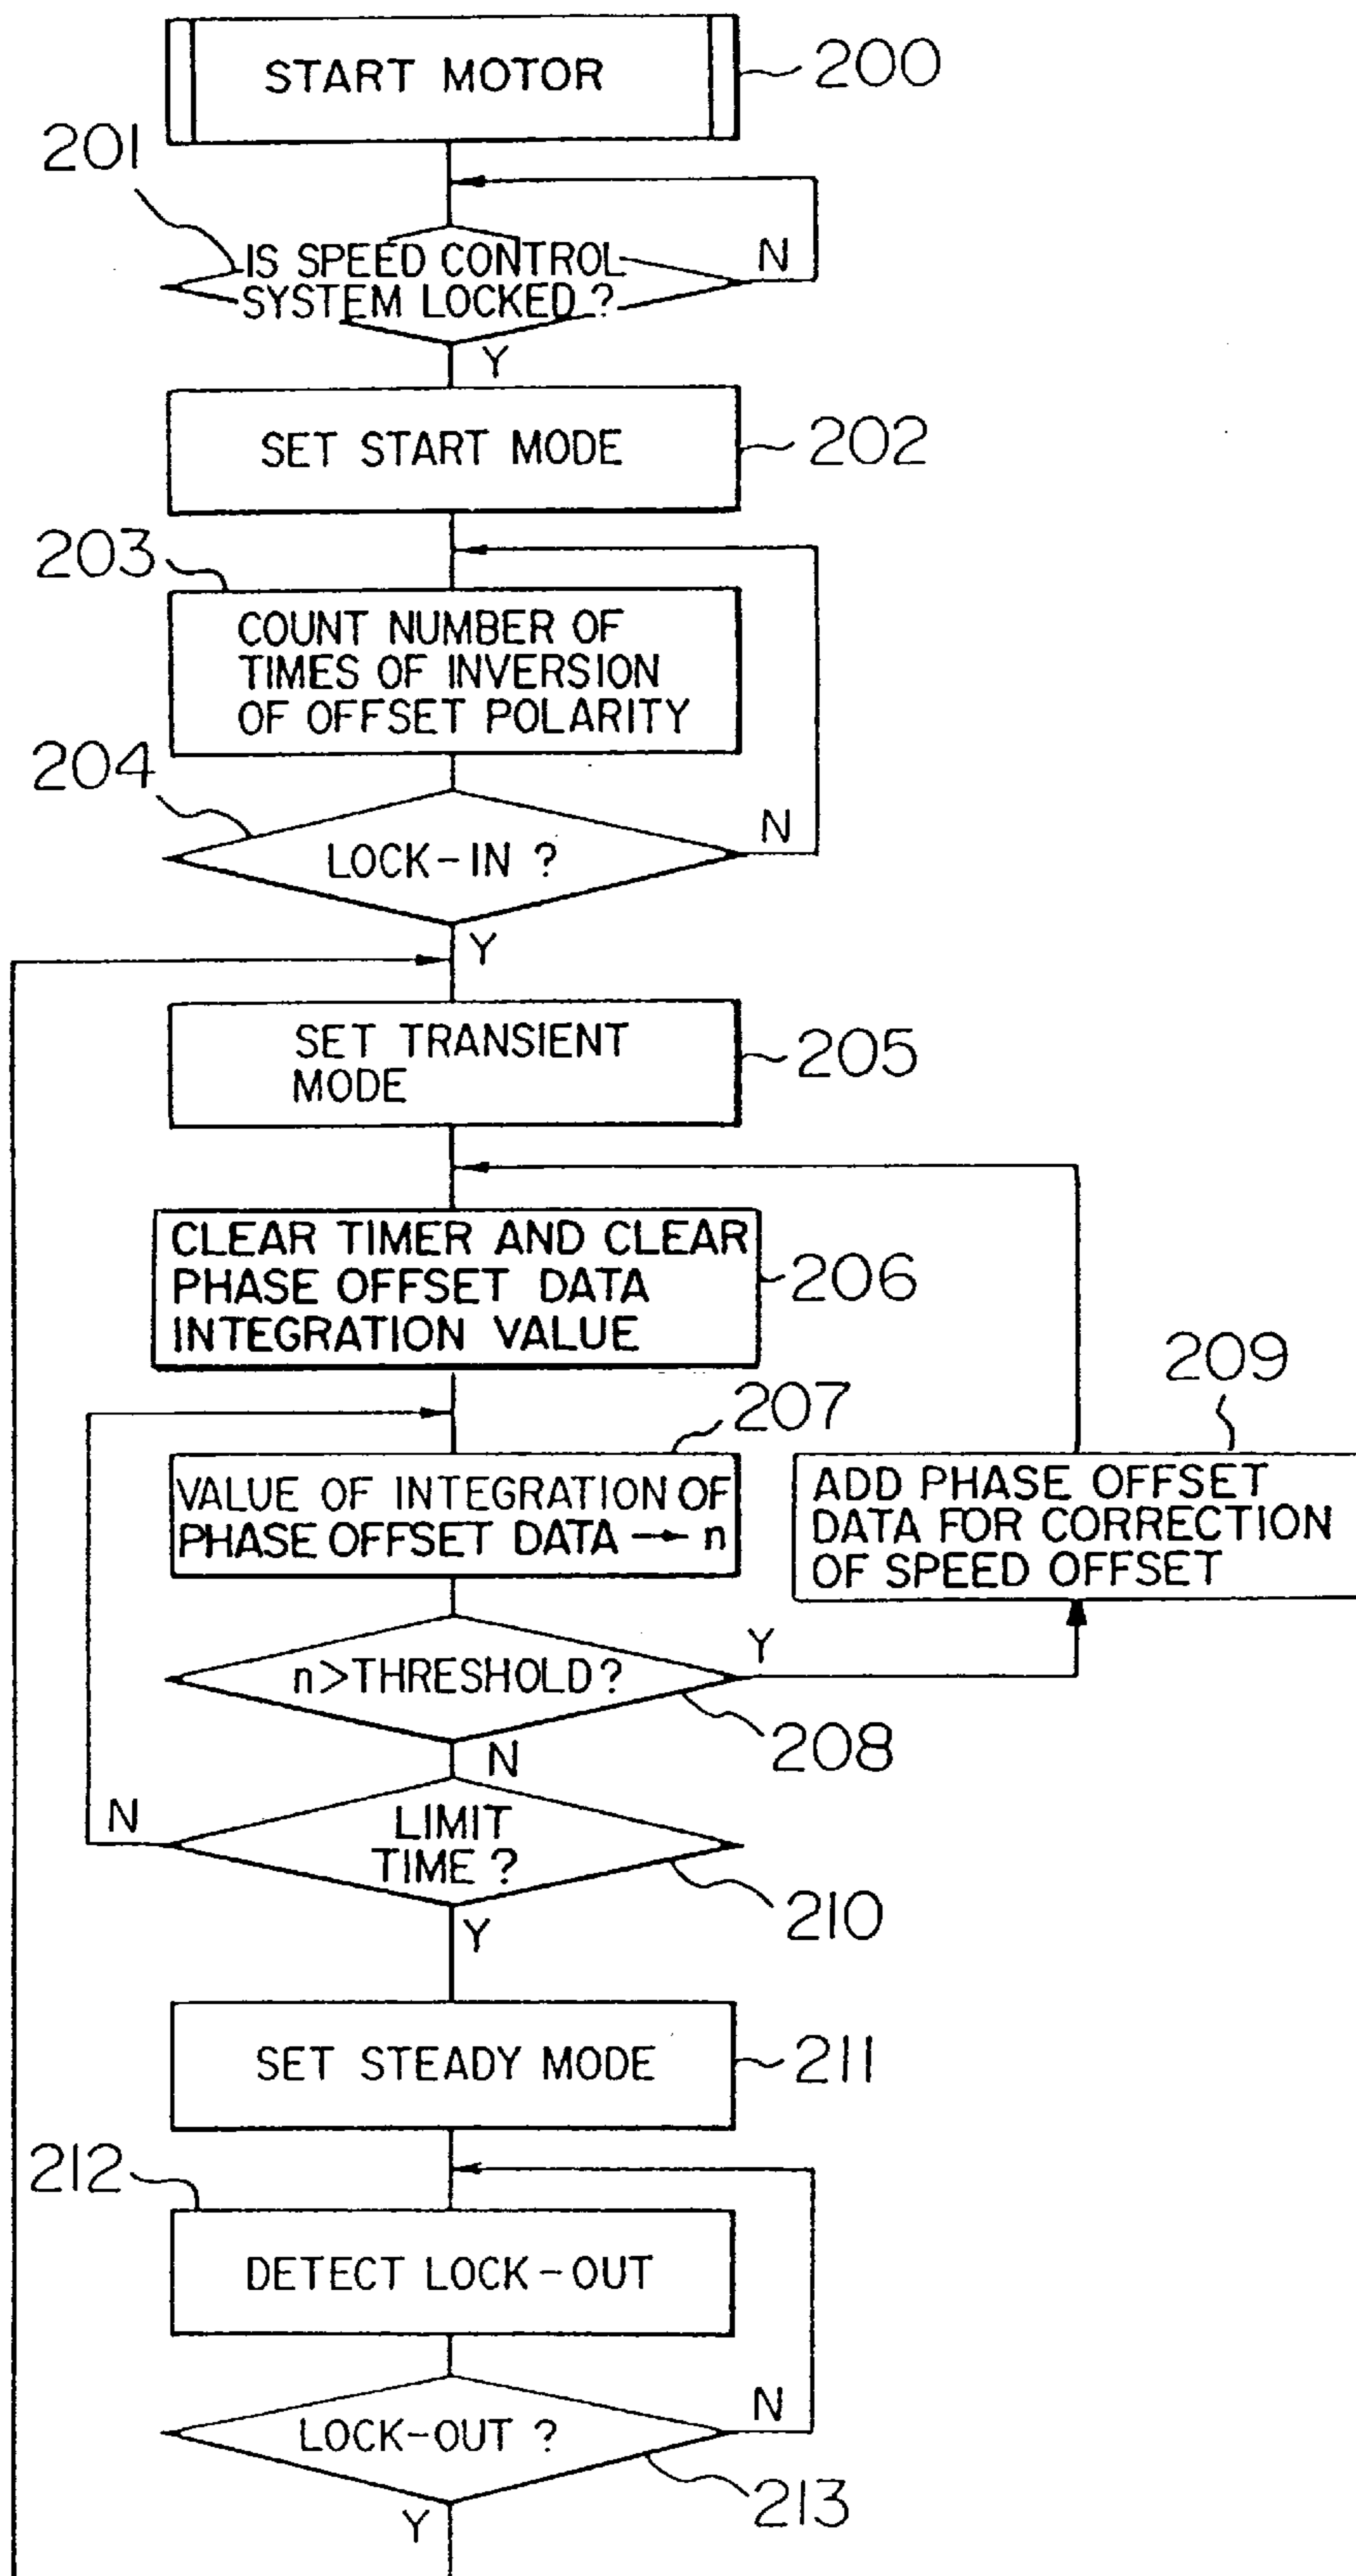 START MOTOR
200
201
IS SPEED CONTROL
SYSTEM LOCKED ?
N
Y
SET START MODE
202
203
COUNT NUMBER OF
TIMES OF INVERSION
OF OFFSET POLARITY
204
LOCK-IN ?
N
Y
SET TRANSIENT
MODE
205
CLEAR TIMER AND CLEAR
PHASE OFFSET DATA
INTEGRATION VALUE
206
207
VALUE OF INTEGRATION OF
PHASE OFFSET DATA → n
209
ADD PHASE OFFSET
DATA FOR CORRECTION
OF SPEED OFFSET
n>THRESHOLD?
Y
208
N
LIMIT
TIME ?
N
210
Y
SET STEADY MODE
211
212
DETECT LOCK-OUT
LOCK-OUT ?
N
213
Y